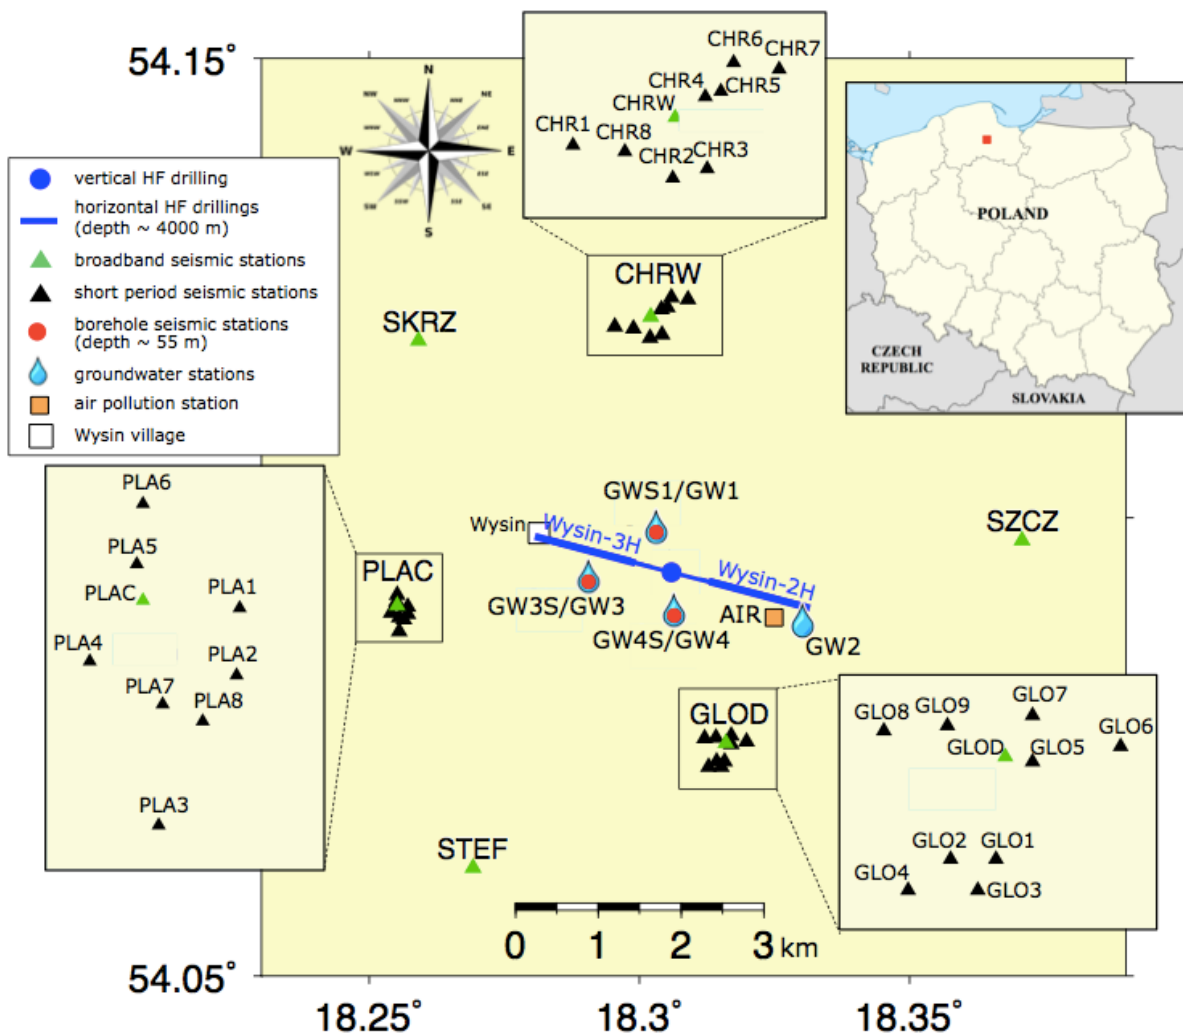 54.15°
CHR6
CHR7
CHR4
CHR5
CHRW
CHR1
CHR8
CHR2
CHR3
N
NE
E
SE
S
SW
W
NW
POLAND
CZECH
REPUBLIC
SLOVAKIA
vertical HF drilling
horizontal HF drillings
(depth ~ 4000 m)
broadband seismic stations
short period seismic stations
borehole seismic stations
(depth ~ 55 m)
groundwater stations
air pollution station
Wysin village
CHRW
SKRZ
PLA6
PLA5
PLAC
PLA1
PLA4
PLA2
PLA7
PLA8
PLA3
GWS1/GW1
Wysin
Wysin-3H
SZCZ
PLAC
Wysin-2H
GW3S/GW3
AIR
GW4S/GW4
GW2
GLOD
GLO7
GLO8
GLO9
GLO6
GLOD
GLO5
GLO2
GLO1
GLO4
GLO3
STEF
0 1 2 3 km
54.05°
18.25° 18.3° 18.35°